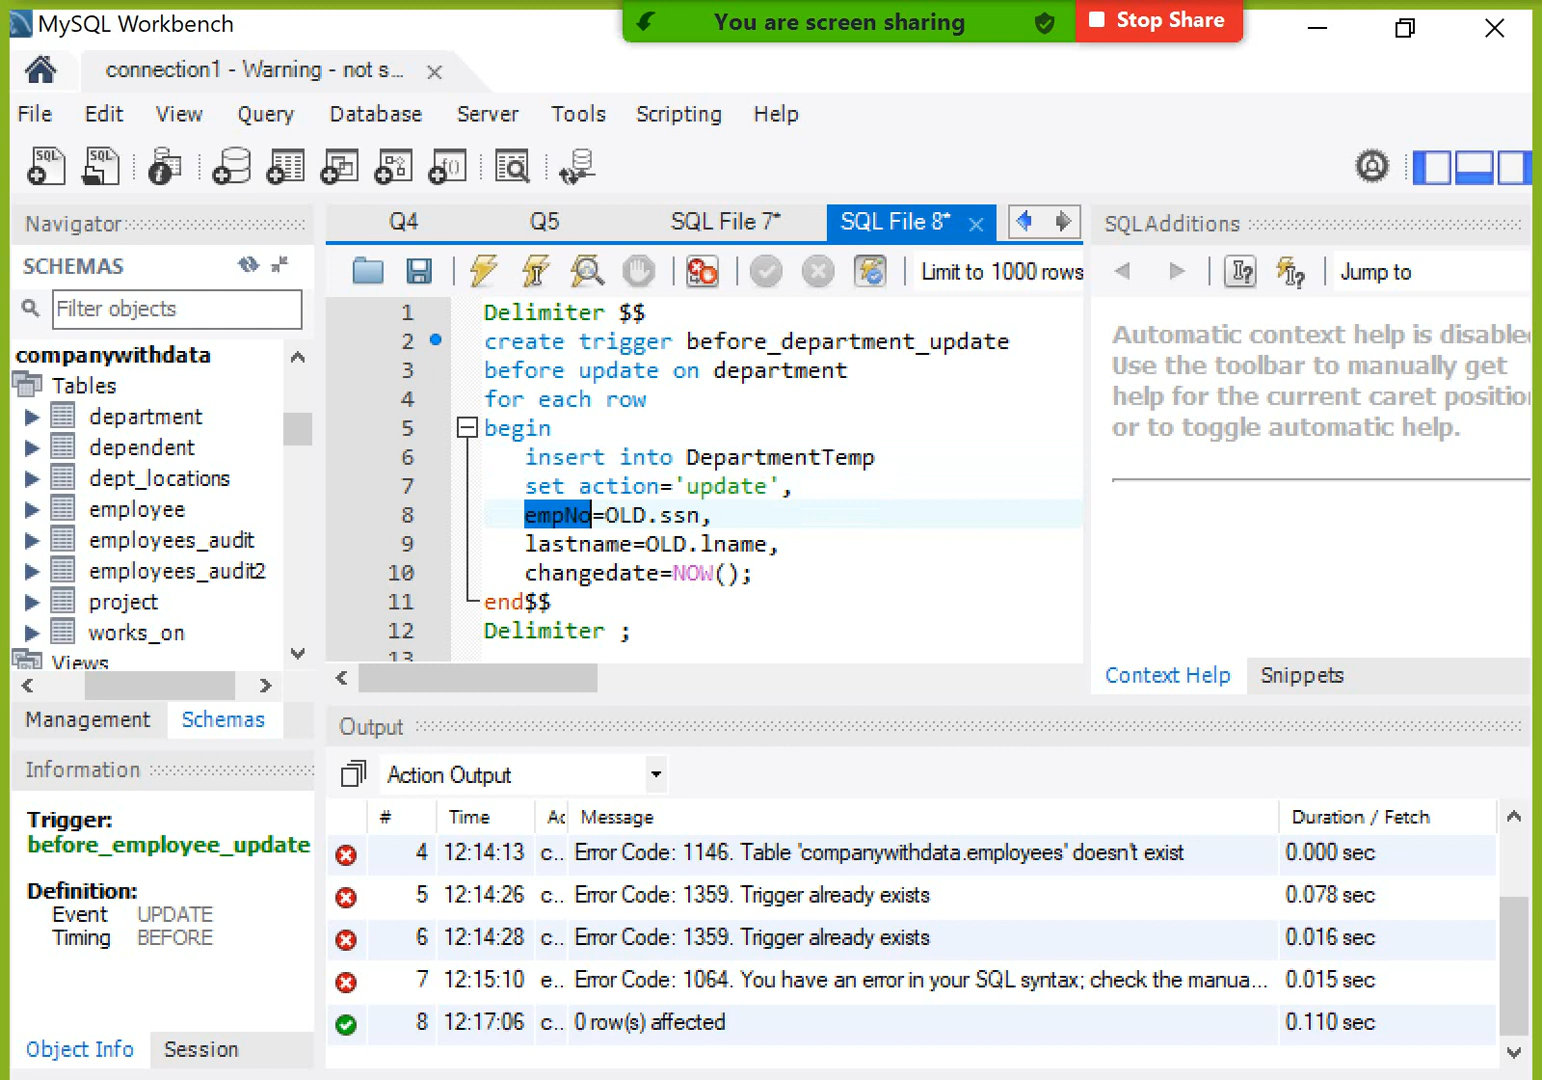 MySQL Workbench
You are screen sharing
Stop Share
connection1 - Warning - not s...
File Edit View Query Database Server Tools Scripting Help
Navigator
SCHEMAS
Filter objects
companywithdata
Tables
department
dependent
dept_locations
employee
employees_audit
employees_audit2
project
works_on
Views
Management Schemas
Information
Trigger:
before_employee_update
Definition:
Event UPDATE
Timing BEFORE
Object Info Session
Q4 Q5 SQL File 7* SQL File 8*
Limit to 1000 rows
1 Delimiter $$
2 create trigger before_department_update
3 before update on department
4 for each row
5 begin
6 insert into DepartmentTemp
7 set action='update',
8 empNo=OLD.ssn,
9 lastname=OLD.lname,
10 changedate=NOW();
11 end$$
12 Delimiter ;
13
SQLAdditions
Jump to
Automatic context help is disable
Use the toolbar to manually get
help for the current caret position
or to toggle automatic help.
Context Help Snippets
Output
Action Output
# Time Ac Message Duration / Fetch
4 12:14:13 c... Error Code: 1146. Table 'companywithdata.employees' doesn't exist 0.000 sec
5 12:14:26 c... Error Code: 1359. Trigger already exists 0.078 sec
6 12:14:28 c... Error Code: 1359. Trigger already exists 0.016 sec
7 12:15:10 e... Error Code: 1064. You have an error in your SQL syntax; check the manua... 0.015 sec
8 12:17:06 c... 0 row(s) affected 0.110 sec